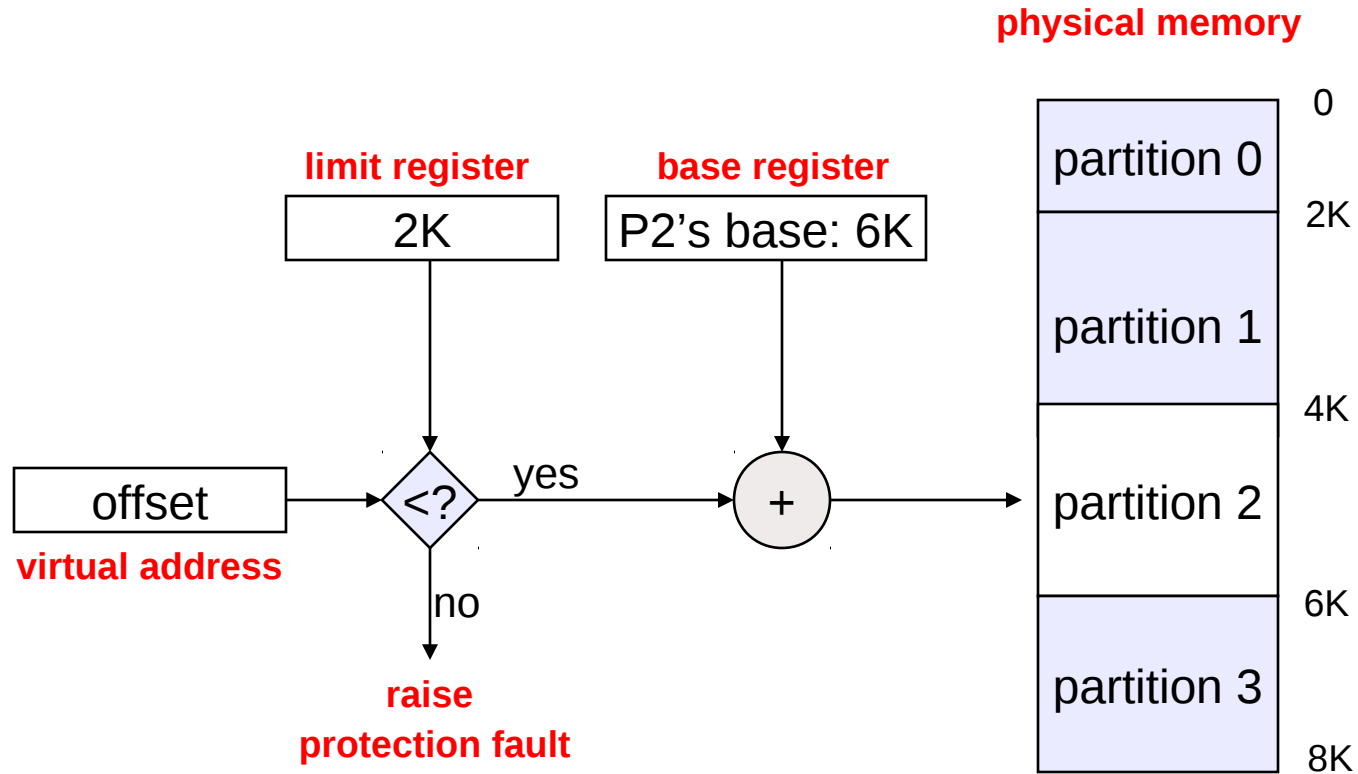 physical memory
0
limit register
base register
partition 0
2K
P2’s base: 6K
2K
partition 1
4K
offset
<?
yes
+
partition 2
virtual address
no
6K
raise
protection fault
partition 3
8K